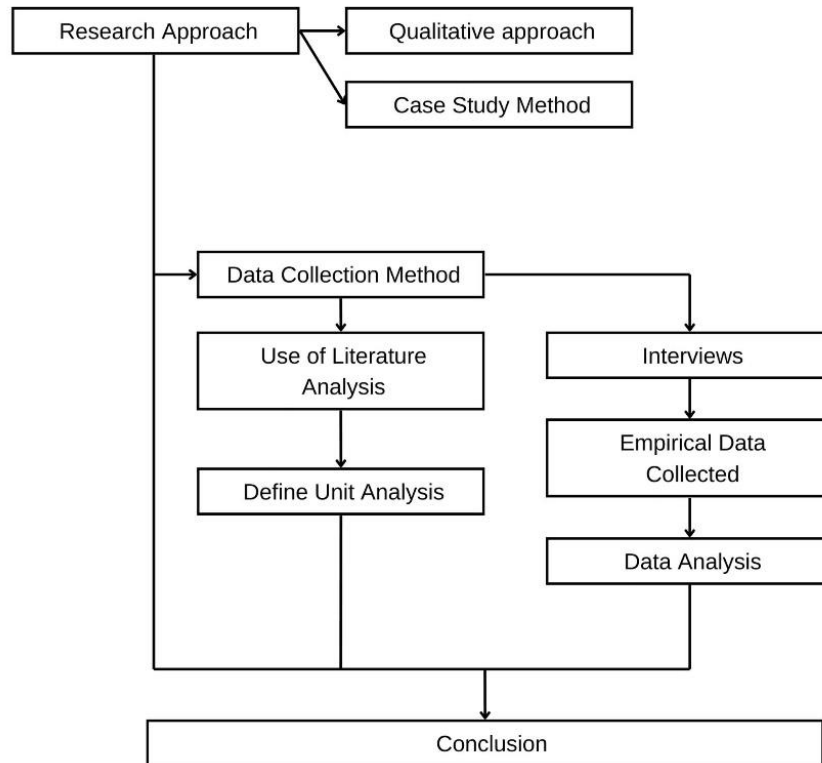 Research Approach
Qualitative approach
Case Study Method
Data Collection Method
Use of Literature
Analysis
Interviews
Empirical Data
Collected
Define Unit Analysis
Data Analysis
Conclusion